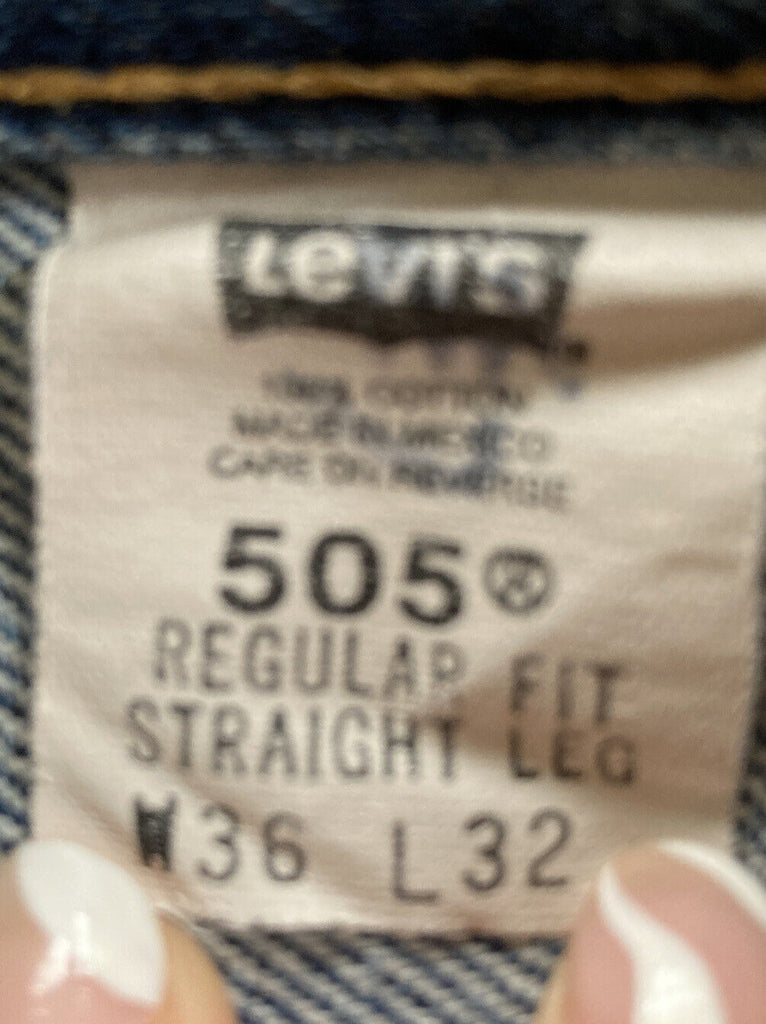 Levi's
100% COTTON
MADE IN MEXICO
CARE ON REVERSE
505®
REGULAR FIT
STRAIGHT LEG
W36 L32